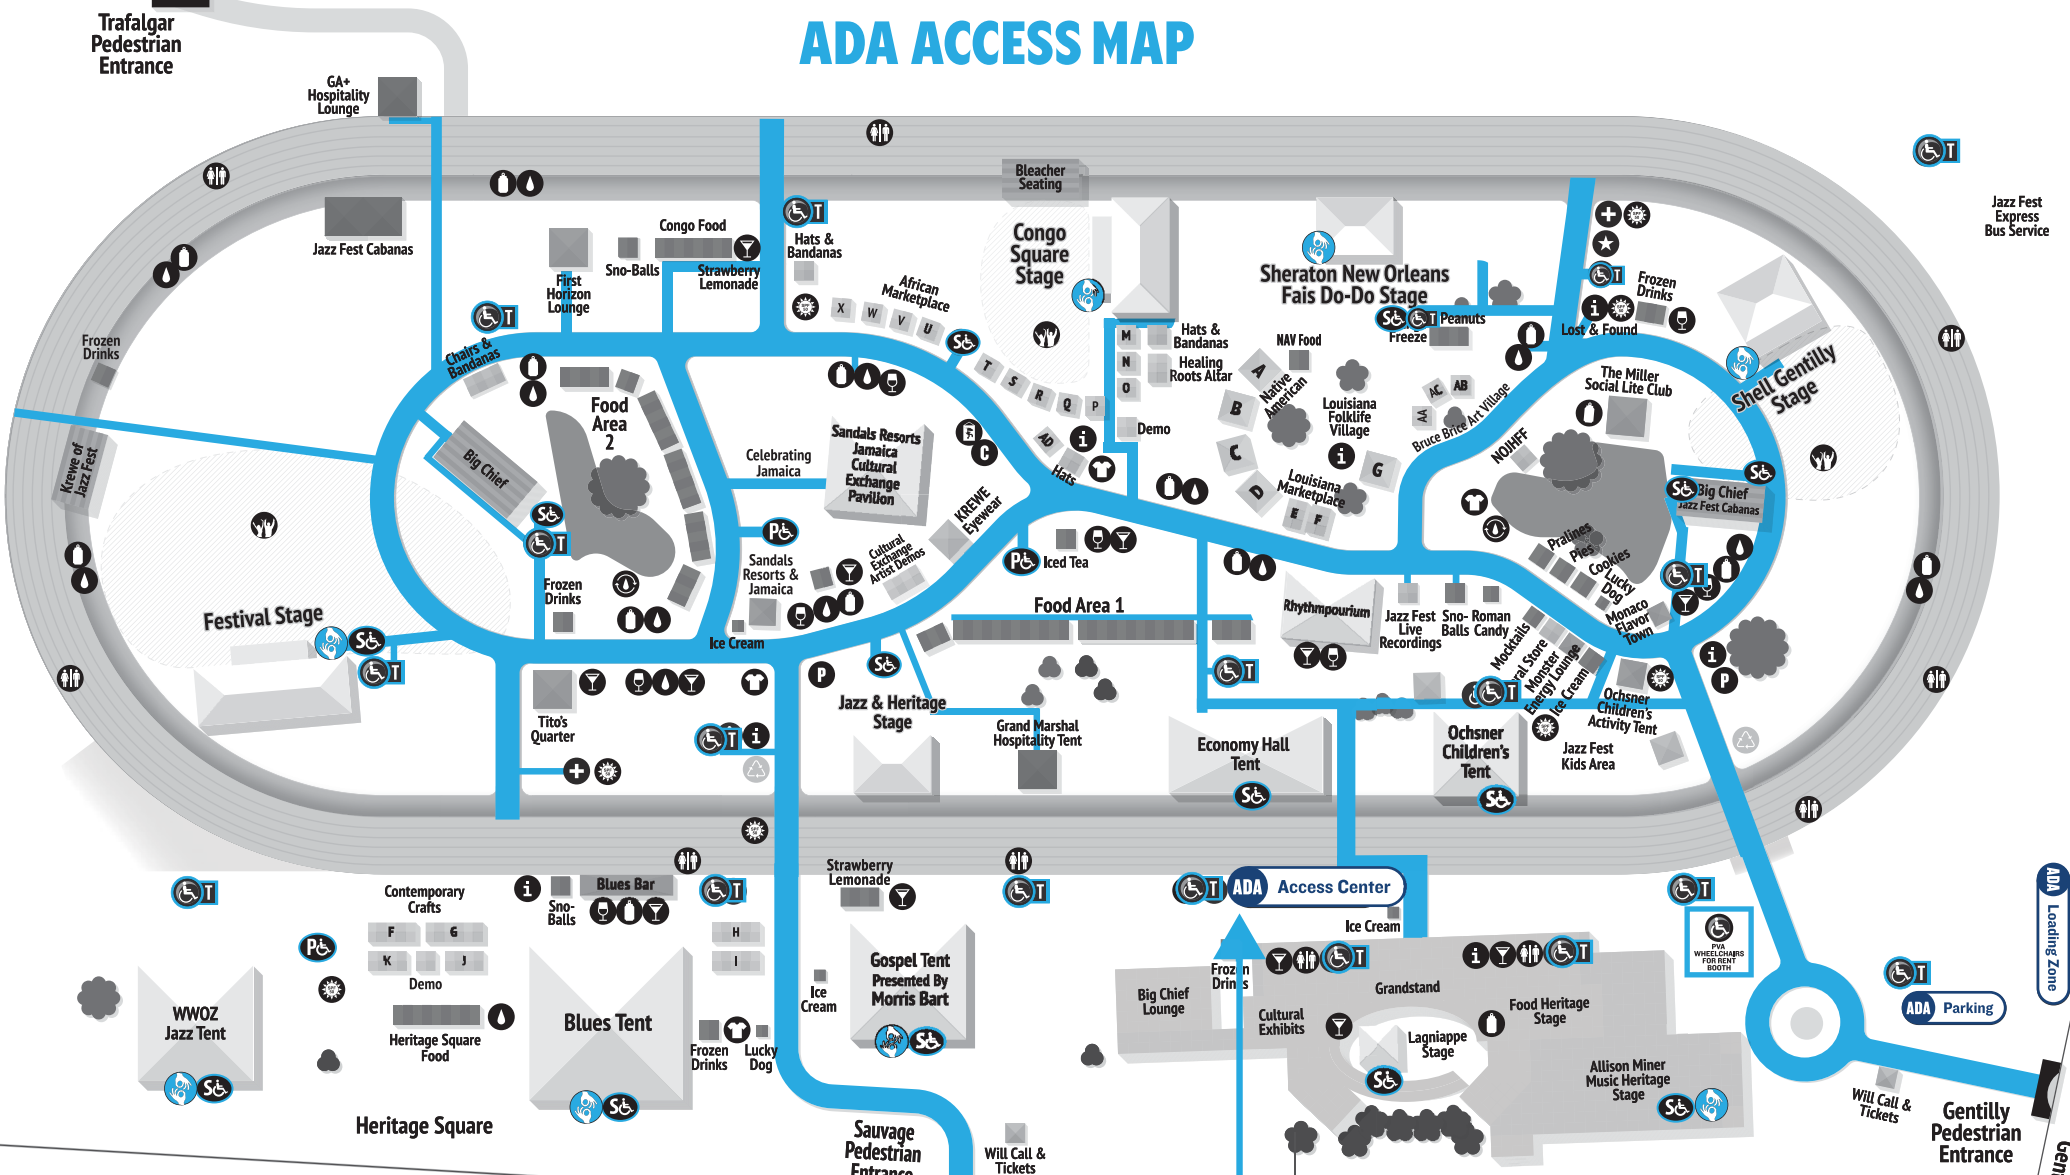 ADA ACCESS MAP
Trafalgar
Pedestrian
Entrance
GA+
Hospitality
Lounge
Jazz Fest Cabanas
Congo Food
Sno-Balls
Strawberry
Lemonade
First
Horizon
Lounge
Hats &
Bandanas
African
Marketplace
X
W
V
U
T
S
R
Q
P
Bleacher
Seating
Congo
Square
Stage
M
N
O
Hats &
Bandanas
Healing
Roots Altar
Demo
AD
Hats
Sheraton New Orleans
Fais Do-Do Stage
Peanuts
Freeze
NAV Food
Native
American
A
B
C
D
E
F
G
Louisiana
Folklife
Village
Louisiana
Marketplace
AC
AB
AA
Bruce Brice Art Village
Frozen
Drinks
Lost & Found
Jazz Fest
Express
Bus Service
Shell Gentilly
Stage
The Miller
Social Lite Club
NOJHFF
Big Chief
Jazz Fest Cabanas
Pralines
Pies
Cookies
Lucky
Dog
Monaco
Flavor
Town
Frozen
Drinks
Krewe of
Jazz Fest
Chairs &
Bandanas
Big Chief
Food
Area
2
Frozen
Drinks
Festival Stage
Celebrating
Jamaica
Sandals Resorts
Jamaica
Cultural
Exchange
Pavilion
KREWE
Eyewear
Cultural
Exchange
Artist Demos
Sandals
Resorts &
Jamaica
Ice Cream
Iced Tea
Food Area 1
Rhythmpourium
Jazz Fest
Live
Recordings
Sno-
Balls
Roman
Candy
Mocktails
Monster
Energy Lounge
Ice Cream
Ochsner
Children's
Activity Tent
Jazz Fest
Kids Area
Tito's
Quarter
Jazz & Heritage
Stage
Grand Marshal
Hospitality Tent
Economy Hall
Tent
Ochsner
Children's
Tent
Contemporary
Crafts
F
G
K
J
Demo
Heritage Square
Food
WWOZ
Jazz Tent
Heritage Square
Sno-
Balls
Blues Bar
H
I
Blues Tent
Frozen
Drinks
Lucky
Dog
Strawberry
Lemonade
Gospel Tent
Presented By
Morris Bart
Ice
Cream
Sauvage
Pedestrian
Entrance
Will Call &
Tickets
ADA Access Center
Ice Cream
Frozen
Drinks
Big Chief
Lounge
Cultural
Exhibits
Grandstand
Lagniappe
Stage
Food Heritage
Stage
Allison Miner
Music Heritage
Stage
PVA
WHEELCHAIRS
FOR RENT
BOOTH
ADA Parking
ADA Loading Zone
Will Call &
Tickets
Gentilly
Pedestrian
Entrance